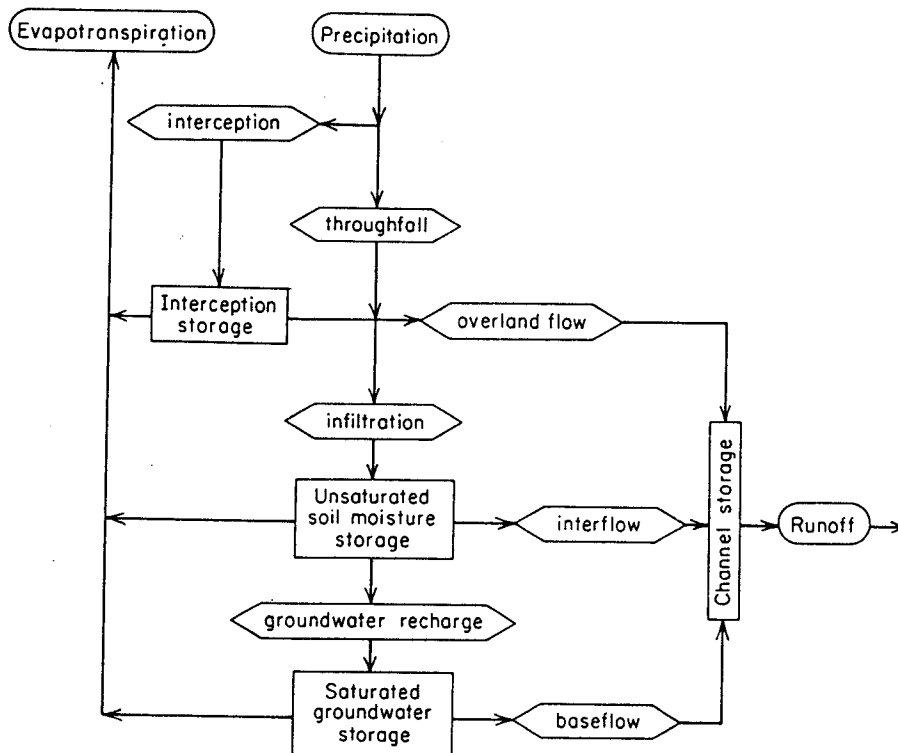 Evapotranspiration
Precipitation
interception
throughfall
Interception
storage
overland flow
infiltration
Unsaturated
soil moisture
storage
interflow
Channel storage
Runoff
groundwater recharge
Saturated
groundwater
storage
baseflow